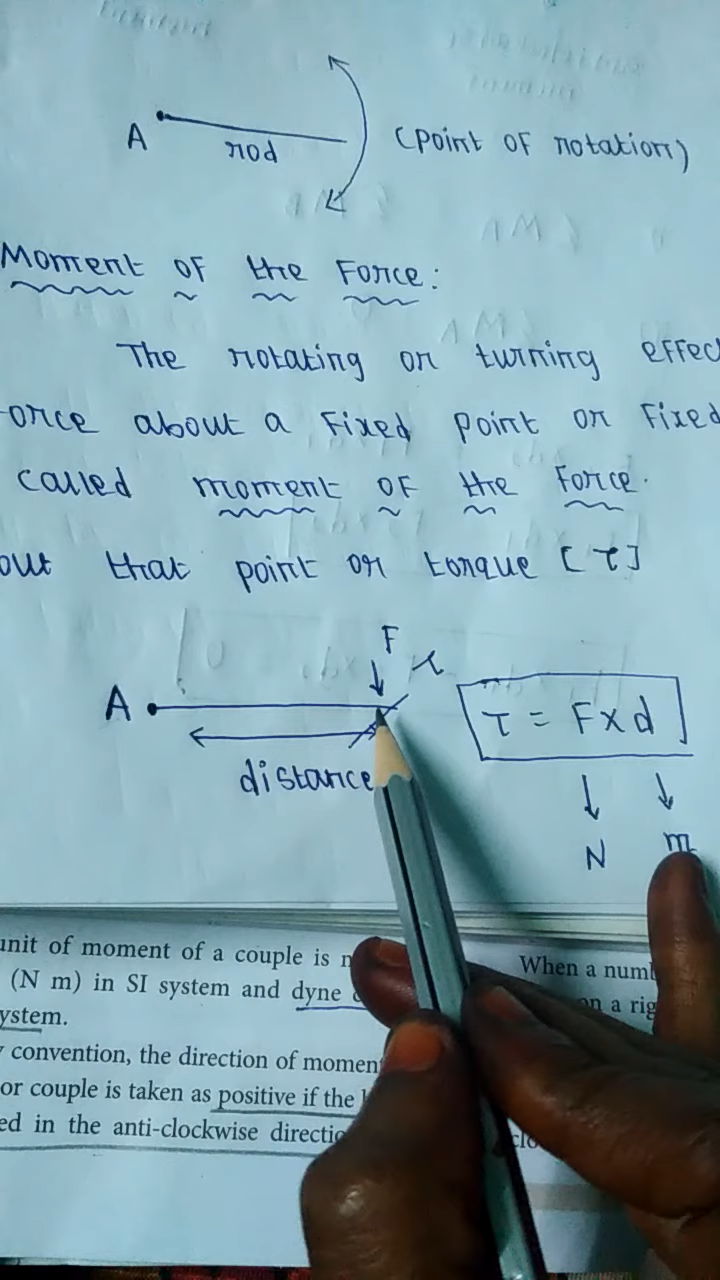 A rod (point of rotation)
Moment of the Force:
The rotating or turning effec
orce about a fixed point or fixed
called moment of the force.
out that point or torque [τ]
F
A
τ = F x d
distance
N m
unit of moment of a couple is
(N m) in SI system and dyne
ystem.
convention, the direction of momen
or couple is taken as positive if the
ed in the anti-clockwise directio
When a num
on a rig